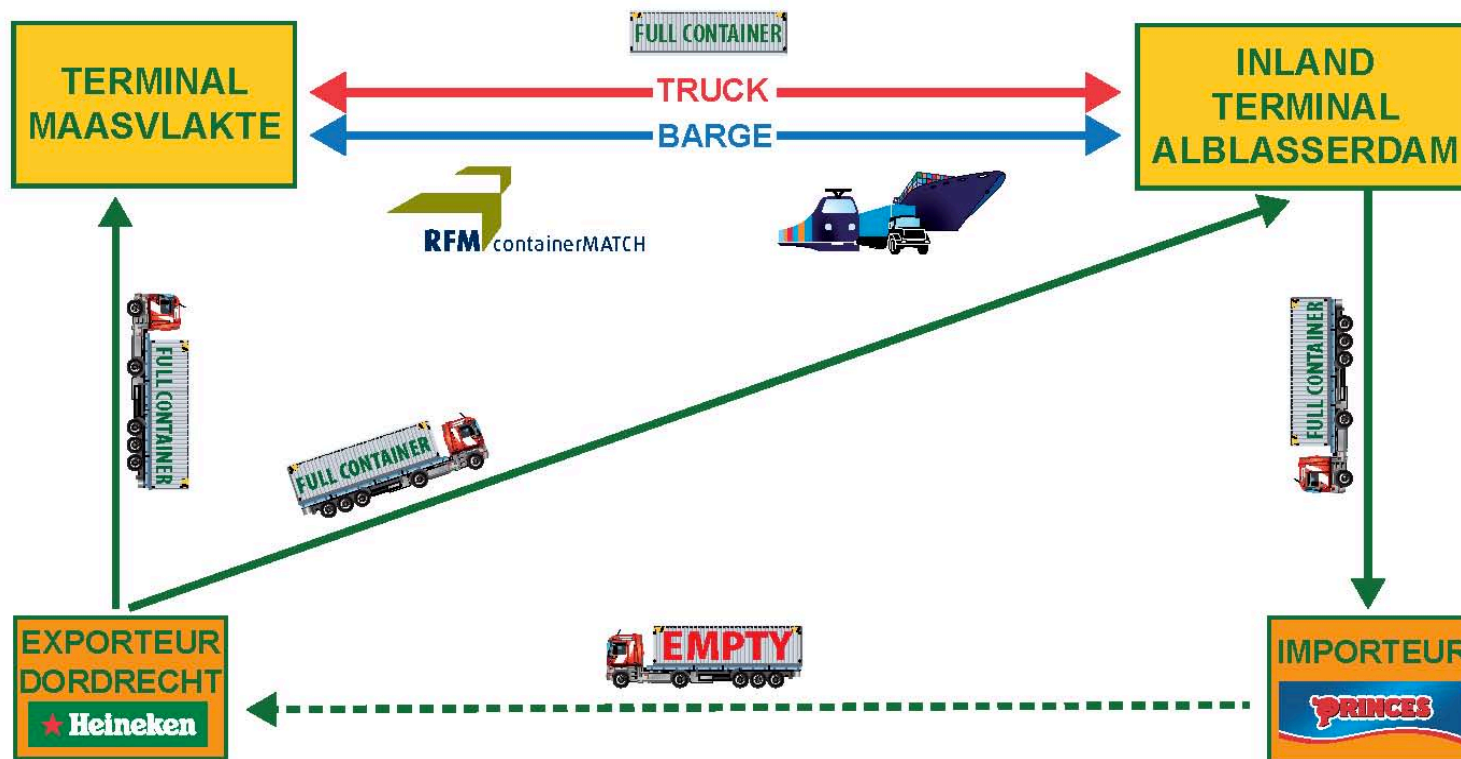 FULL CONTAINER
TERMINAL
MAASVLAKTE
TRUCK
BARGE
INLAND
TERMINAL
ALBLASSERDAM
RFM containerMATCH
FULL CONTAINER
FULL CONTAINER
FULL CONTAINER
EXPORTEUR
DORDRECHT
Heineken
EMPTY
IMPORTEUR
PRINCES